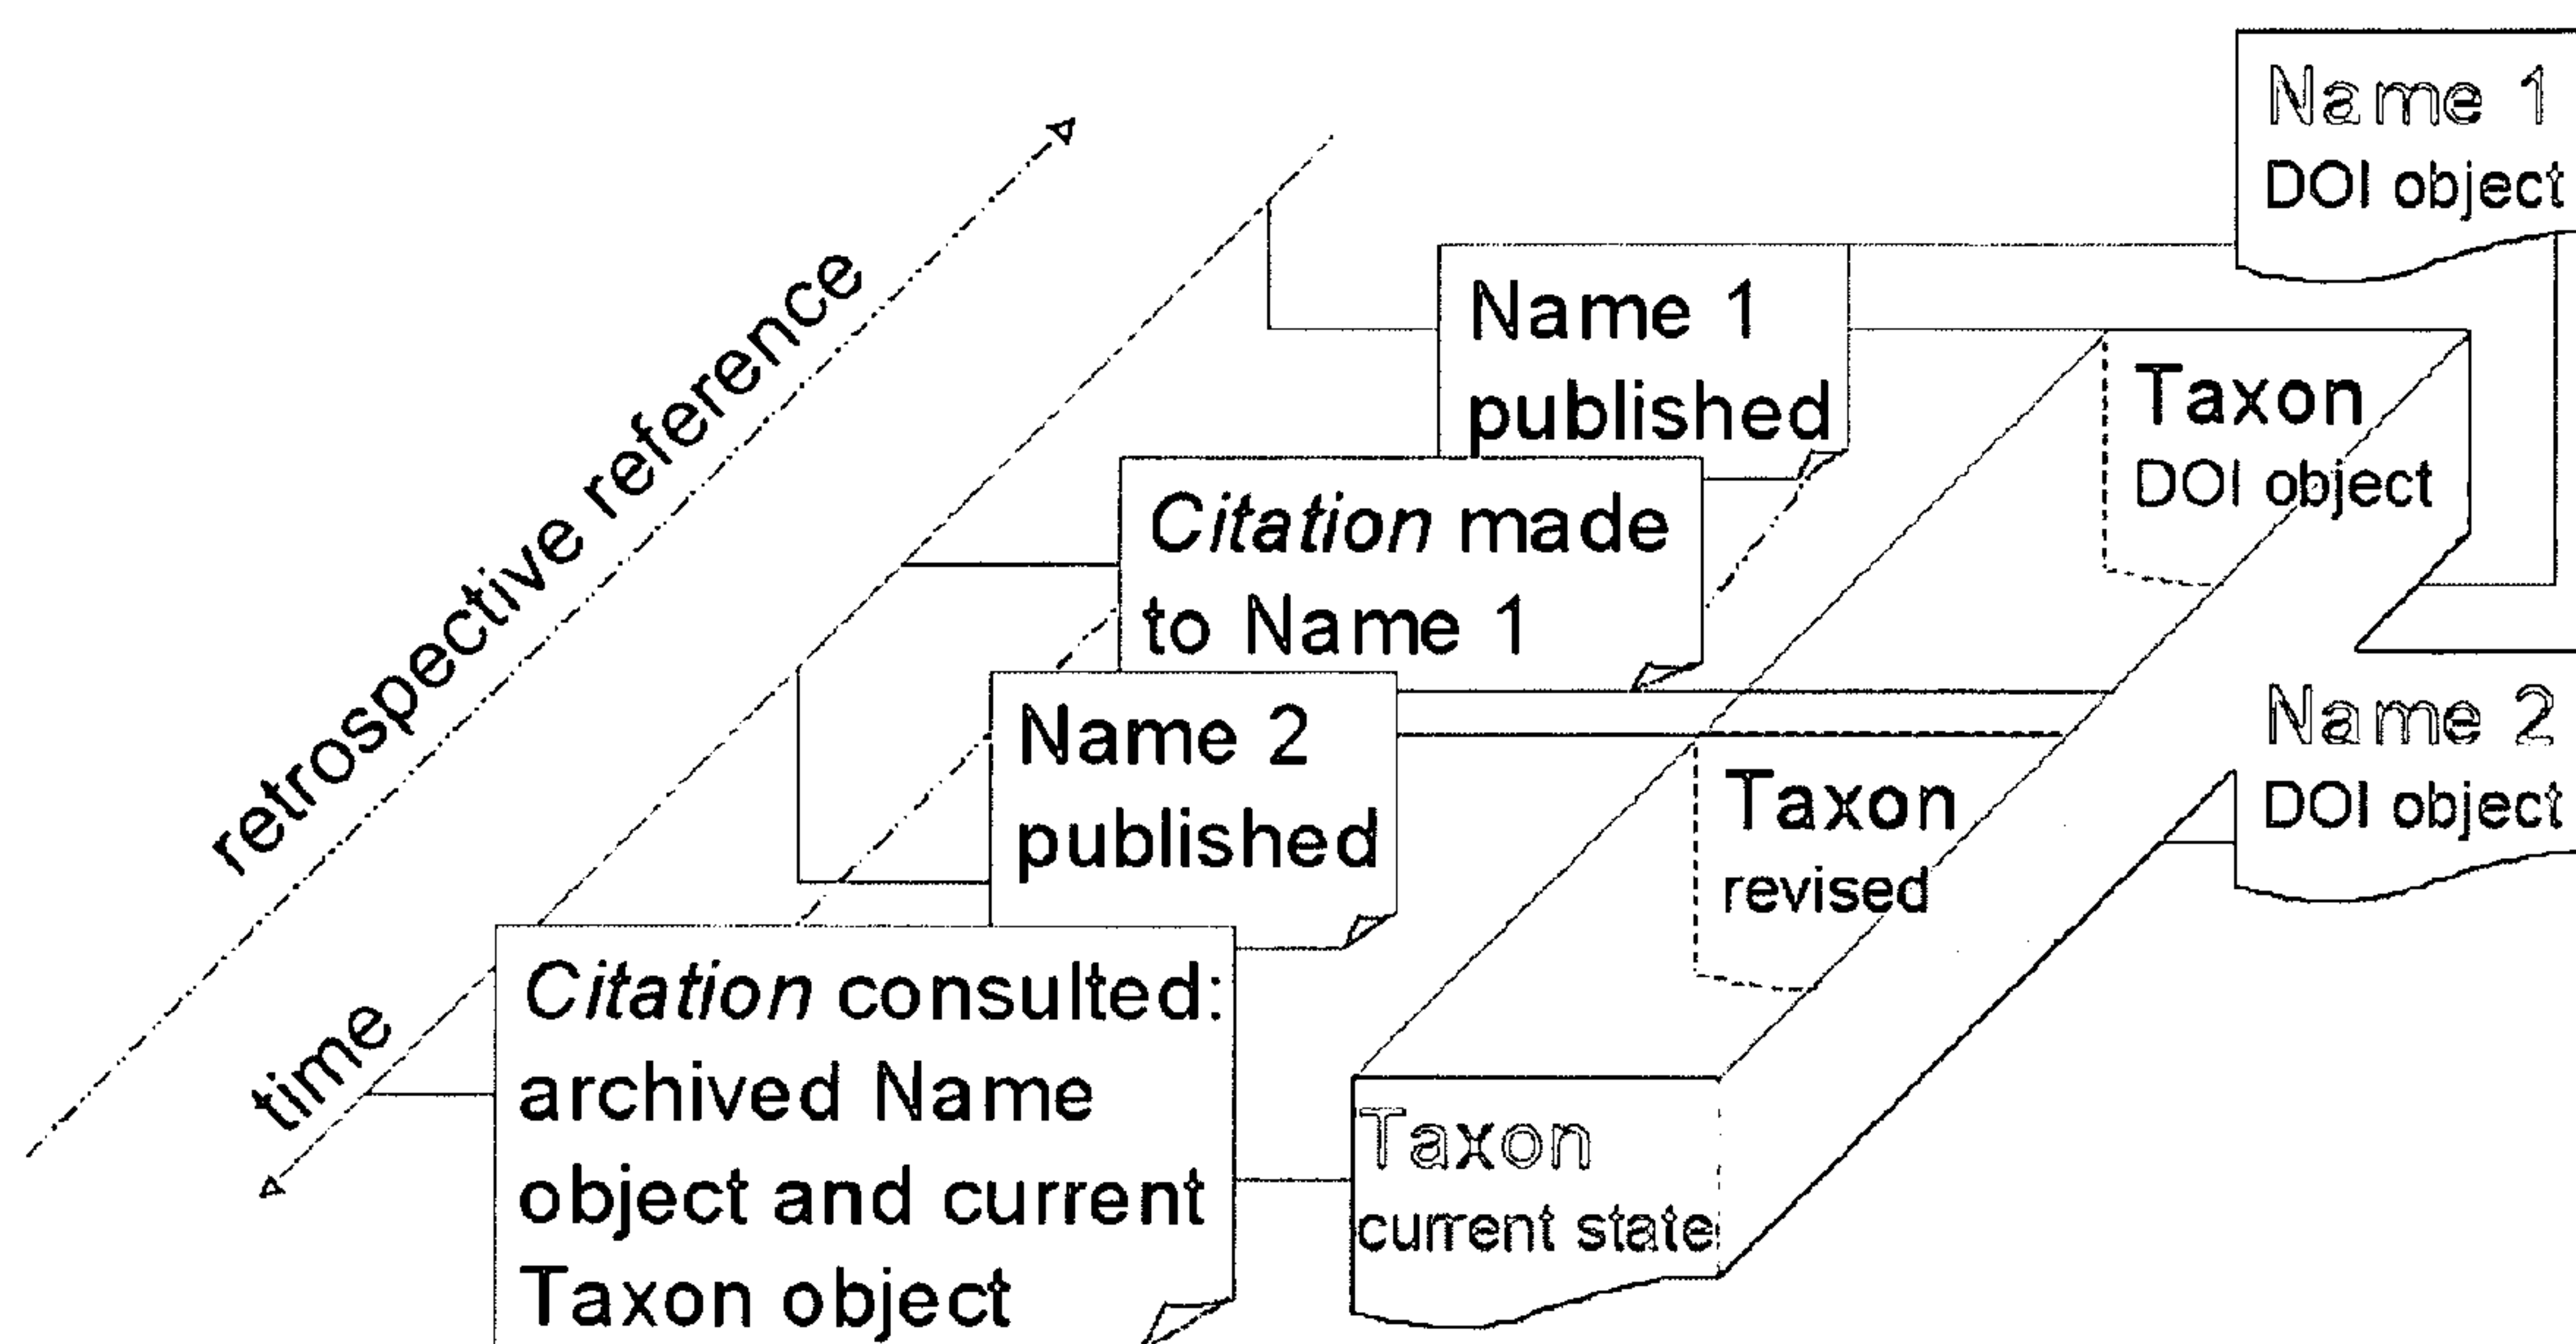 Name 1
DOI object
retrospective reference
Name 1
published
Taxon
DOI object
Citation made
to Name 1
Name 2
published
Name 2
DOI object
Taxon
revised
time
Citation consulted:
archived Name
object and current
Taxon object
Taxon
current state